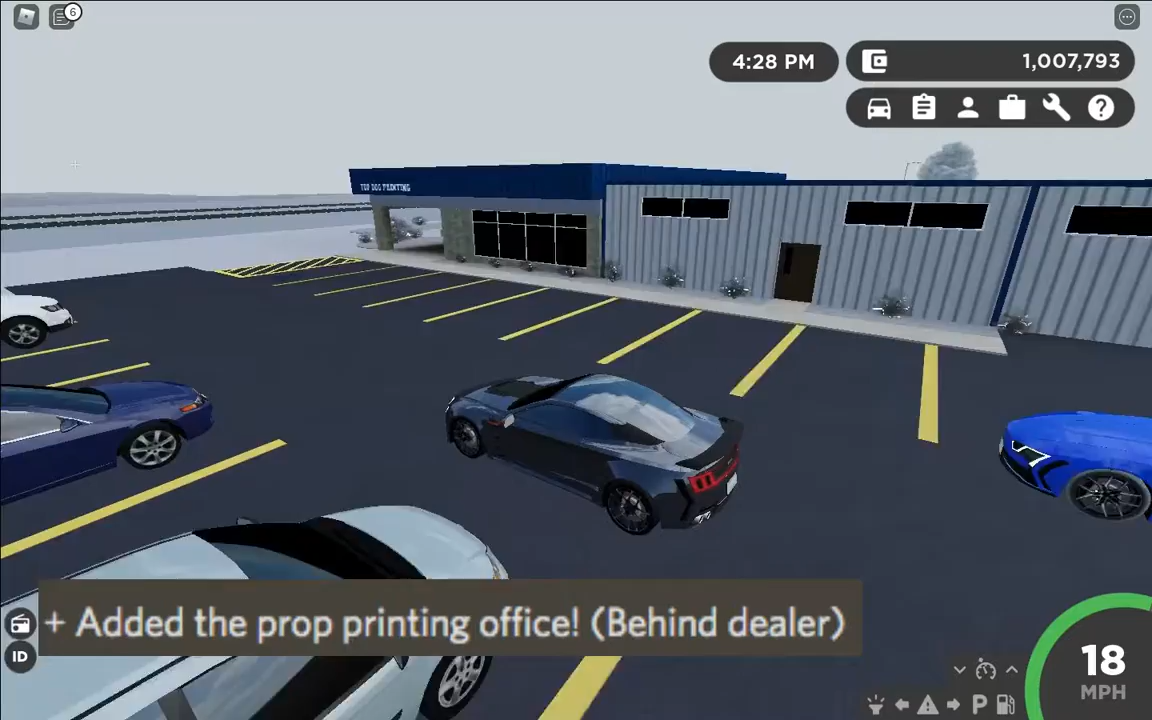 6
4:28 PM
1,007,793
TOP DOG PRINTING
+ Added the prop printing office! (Behind dealer)
ID
18
MPH
P